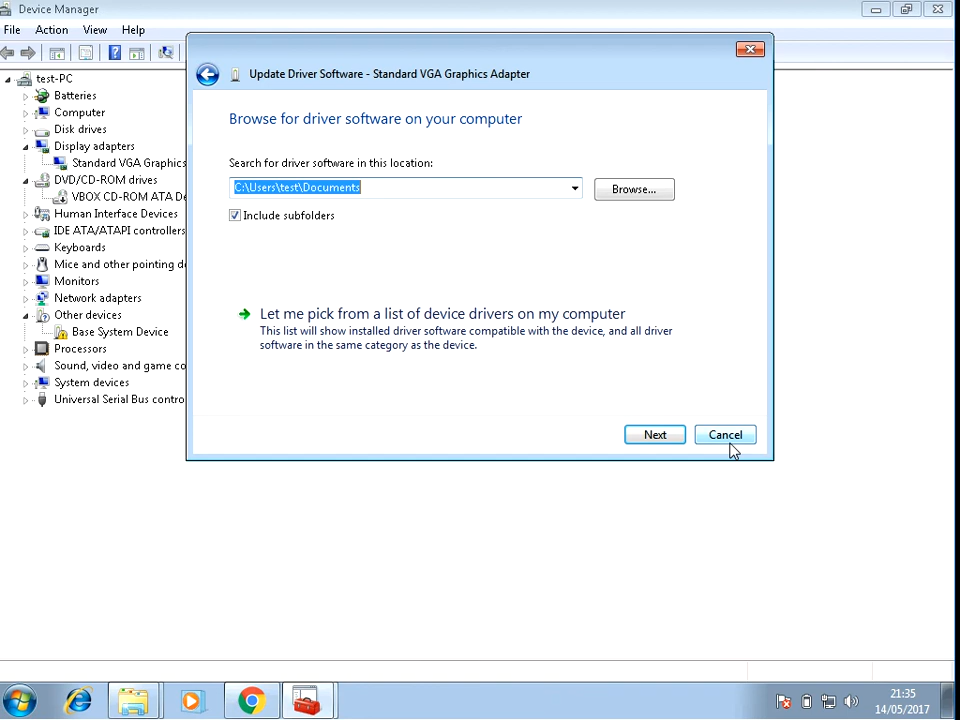 Device Manager
File Action View Help
Update Driver Software - Standard VGA Graphics Adapter
test-PC
Batteries
Computer
Disk drives
Display adapters
Standard VGA Graphics
DVD/CD-ROM drives
VBOX CD-ROM ATA De
Human Interface Devices
IDE ATA/ATAPI controllers
Keyboards
Mice and other pointing de
Monitors
Network adapters
Other devices
Base System Device
Processors
Sound, video and game co
System devices
Universal Serial Bus contro
Browse for driver software on your computer
Search for driver software in this location:
C:\Users\test\Documents
Browse...
Include subfolders
Let me pick from a list of device drivers on my computer
This list will show installed driver software compatible with the device, and all driver
software in the same category as the device.
Next Cancel
21:35
14/05/2017